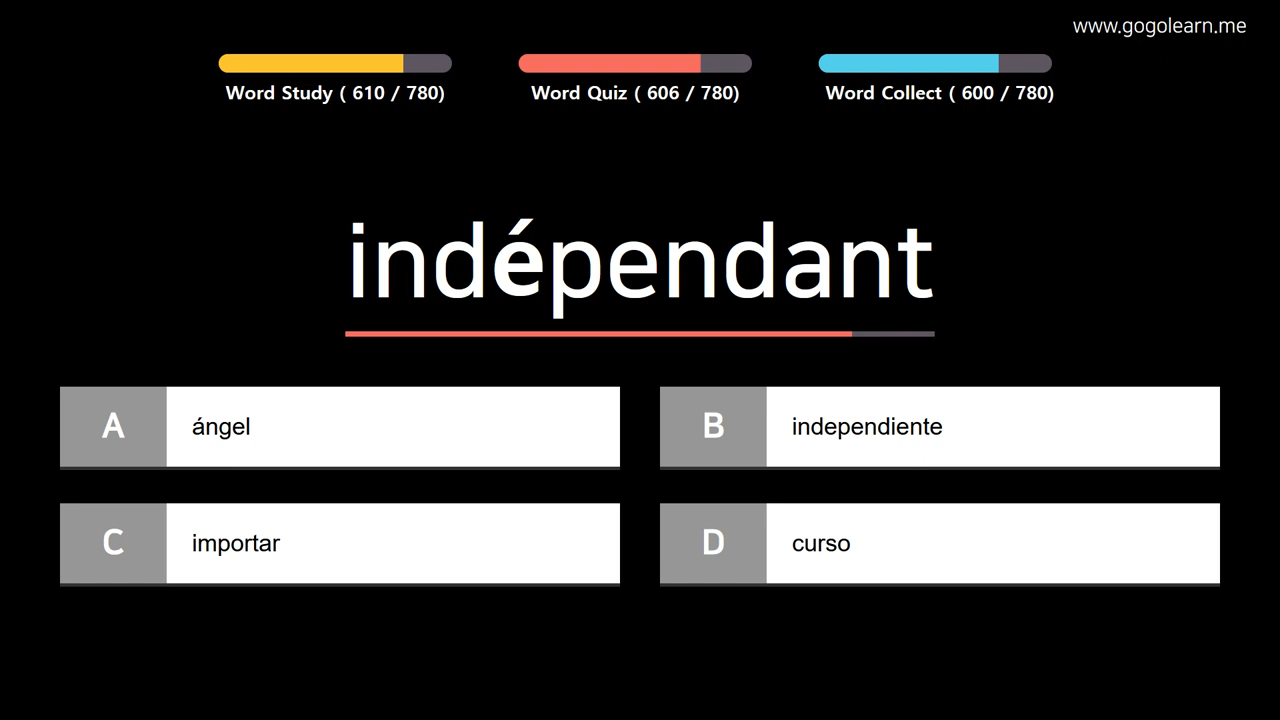 www.gogolearn.me
Word Study ( 610 / 780)
Word Quiz ( 606 / 780)
Word Collect ( 600 / 780)
indépendant
A
ángel
B
independiente
C
importar
D
curso